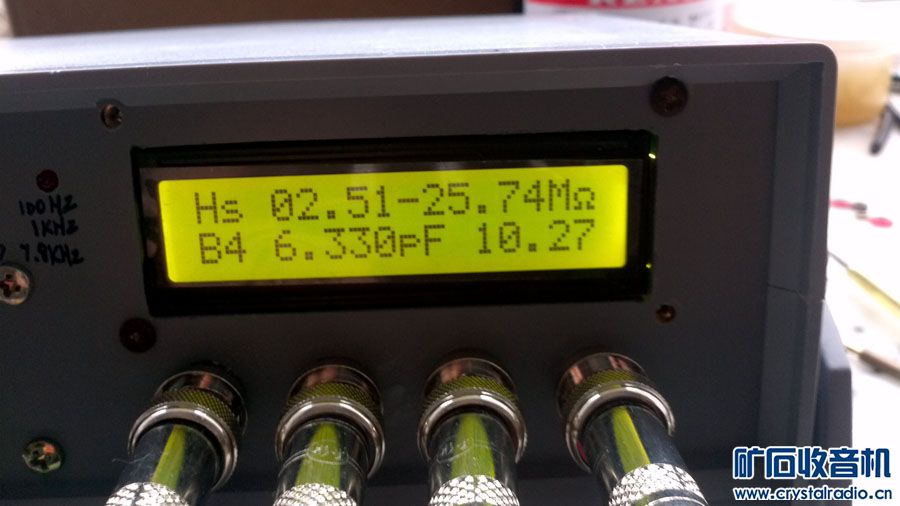 Hs 02.51-25.74MΩ
B4 6.330pF 10.27
100HZ
1KHZ
7.8KHz
矿石收音机
www.crystalradio.cn